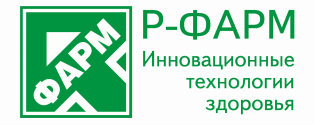 ФАРМ
Р-ФАРМ
Инновационные
технологии
здоровья